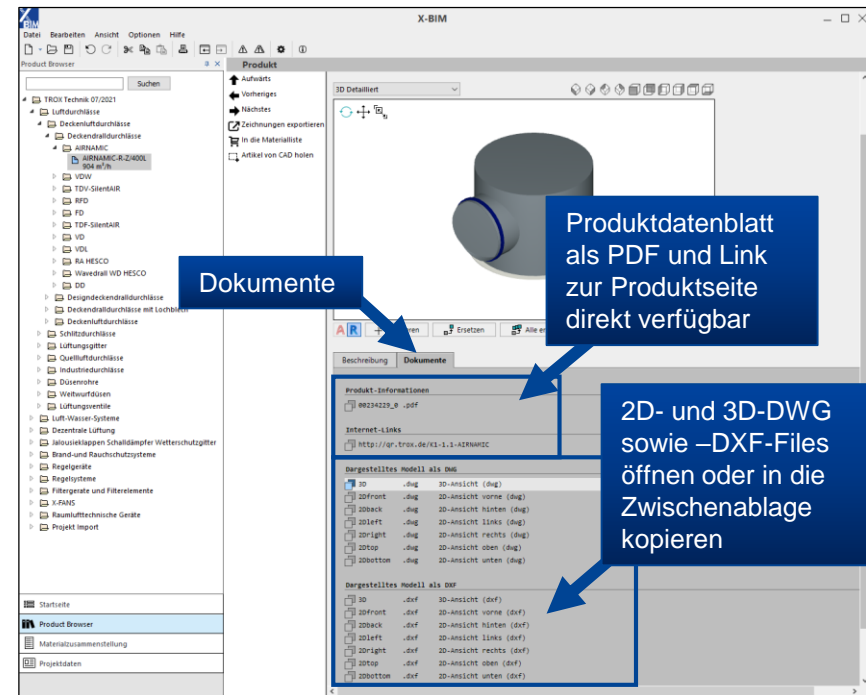 X-BIM
BIM
Datei Bearbeiten Ansicht Optionen Hilfe
Product Browser
Suchen
TROX Technik 07/2021
Luftdurchlässe
Deckenluftdurchlässe
Deckendralldurchlässe
AIRNAMIC
AIRNAMIC-R-Z/400L
904 m³/h
VDW
TDV-SilentAIR
RFD
FD
TDF-SilentAIR
VD
VDL
RA HESCO
Wavedrall WD HESCO
DD
Designdeckendralldurchlässe
Deckendralldurchlässe mit Lochblech
Deckenluftdurchlässe
Schlitzdurchlässe
Lüftungsgitter
Quellluftdurchlässe
Industriedurchlässe
Düsenrohre
Weitwurfdüsen
Lüftungsventile
Luft-Wasser-Systeme
Dezentrale Lüftung
Jalousieklappen Schalldämpfer Wetterschutzgitter
Brand-und Rauchschutzsysteme
Regelgeräte
Regelsysteme
Filtergeräte und Filterelemente
X-FANS
Raumlufttechnische Geräte
Projekt Import
Startseite
Product Browser
Materialzusammenstellung
Projektdaten
Produkt
Aufwärts
Vorheriges
Nächstes
Zeichnungen exportieren
In die Materialliste
Artikel von CAD holen
3D Detailliert
Dokumente
Produktdatenblatt
als PDF und Link
zur Produktseite
direkt verfügbar
A R Ersetzen
Beschreibung Dokumente
Produkt-Informationen
00234229_0 .pdf
Internet-Links
http://qr.trox.de/K1-1.1-AIRNAMIC
2D- und 3D-DWG
sowie –DXF-Files
öffnen oder in die
Zwischenablage
kopieren
Dargestelltes Modell als DWG
3D .dwg 3D-Ansicht (dwg)
2Dfront .dwg 2D-Ansicht vorne (dwg)
2Dback .dwg 2D-Ansicht hinten (dwg)
2Dleft .dwg 2D-Ansicht links (dwg)
2Dright .dwg 2D-Ansicht rechts (dwg)
2Dtop .dwg 2D-Ansicht oben (dwg)
2Dbottom .dwg 2D-Ansicht unten (dwg)
Dargestelltes Modell als DXF
3D .dxf 3D-Ansicht (dxf)
2Dfront .dxf 2D-Ansicht vorne (dxf)
2Dback .dxf 2D-Ansicht hinten (dxf)
2Dleft .dxf 2D-Ansicht links (dxf)
2Dright .dxf 2D-Ansicht rechts (dxf)
2Dtop .dxf 2D-Ansicht oben (dxf)
2Dbottom .dxf 2D-Ansicht unten (dxf)